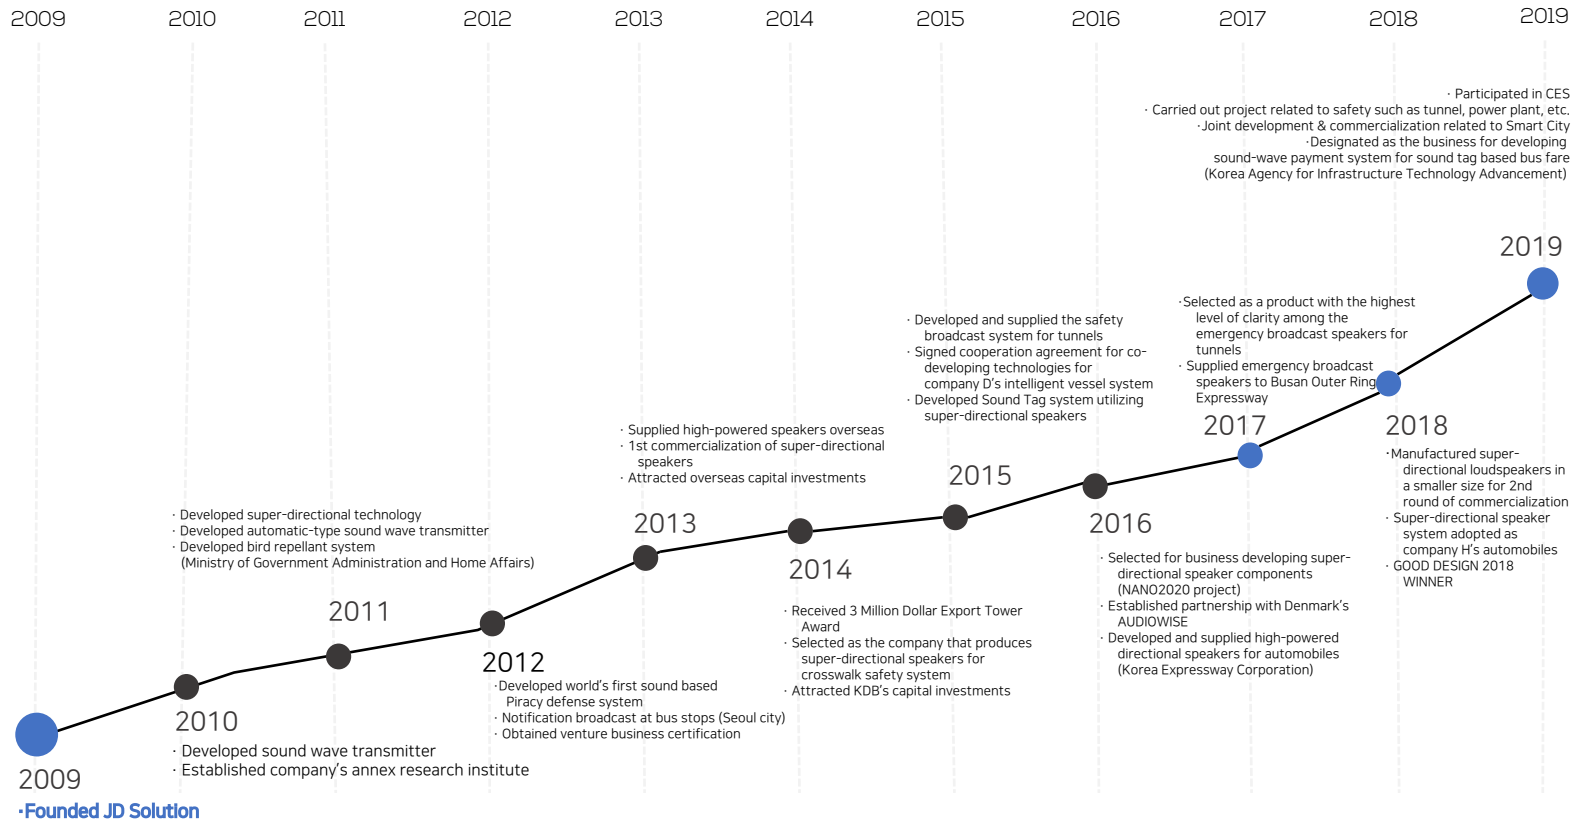 2009 2010 2011 2012 2013 2014 2015 2016 2017 2018 2019
· Participated in CES
· Carried out project related to safety such as tunnel, power plant, etc.
·Joint development & commercialization related to Smart City
·Designated as the business for developing
sound-wave payment system for sound tag based bus fare
(Korea Agency for Infrastructure Technology Advancement)
2019
·Selected as a product with the highest
level of clarity among the
emergency broadcast speakers for
tunnels
· Supplied emergency broadcast
speakers to Busan Outer Ring
Expressway
2017
· Developed and supplied the safety
broadcast system for tunnels
· Signed cooperation agreement for co-
developing technologies for
company D's intelligent vessel system
· Developed Sound Tag system utilizing
super-directional speakers
2015
2018
·Manufactured super-
directional loudspeakers in
a smaller size for 2nd
round of commercialization
· Super-directional speaker
system adopted as
company H's automobiles
· GOOD DESIGN 2018
WINNER
· Supplied high-powered speakers overseas
· 1st commercialization of super-directional
speakers
· Attracted overseas capital investments
2013
2016
· Selected for business developing super-
directional speaker components
(NANO2020 project)
· Established partnership with Denmark's
AUDIOWISE
· Developed and supplied high-powered
directional speakers for automobiles
(Korea Expressway Corporation)
· Developed super-directional technology
· Developed automatic-type sound wave transmitter
· Developed bird repellant system
(Ministry of Government Administration and Home Affairs)
2011
2014
· Received 3 Million Dollar Export Tower
Award
· Selected as the company that produces
super-directional speakers for
crosswalk safety system
· Attracted KDB's capital investments
2012
·Developed world's first sound based
Piracy defense system
· Notification broadcast at bus stops (Seoul city)
· Obtained venture business certification
2010
· Developed sound wave transmitter
· Established company's annex research institute
2009
·Founded JD Solution